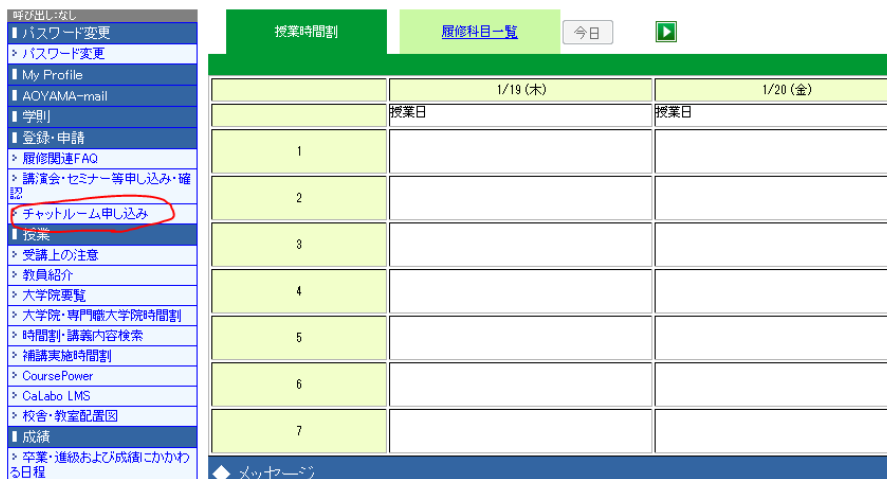 呼び出し:なし
パスワード変更
パスワード変更
My Profile
AOYAMA-mail
学則
登録・申請
履修関連FAQ
講演会・セミナー等申し込み・確
認
チャットルーム申し込み
授業
受講上の注意
教員紹介
大学院要覧
大学院・専門職大学院時間割
時間割・講義内容検索
補講実施時間割
CoursePower
CaLabo LMS
校舎・教室配置図
成績
卒業・進級および成績にかかわ
る日程
授業時間割 履修科目一覧 今日
1/19 (木) 1/20 (金)
授業日 授業日
1
2
3
4
5
6
7
◆ メッセージ